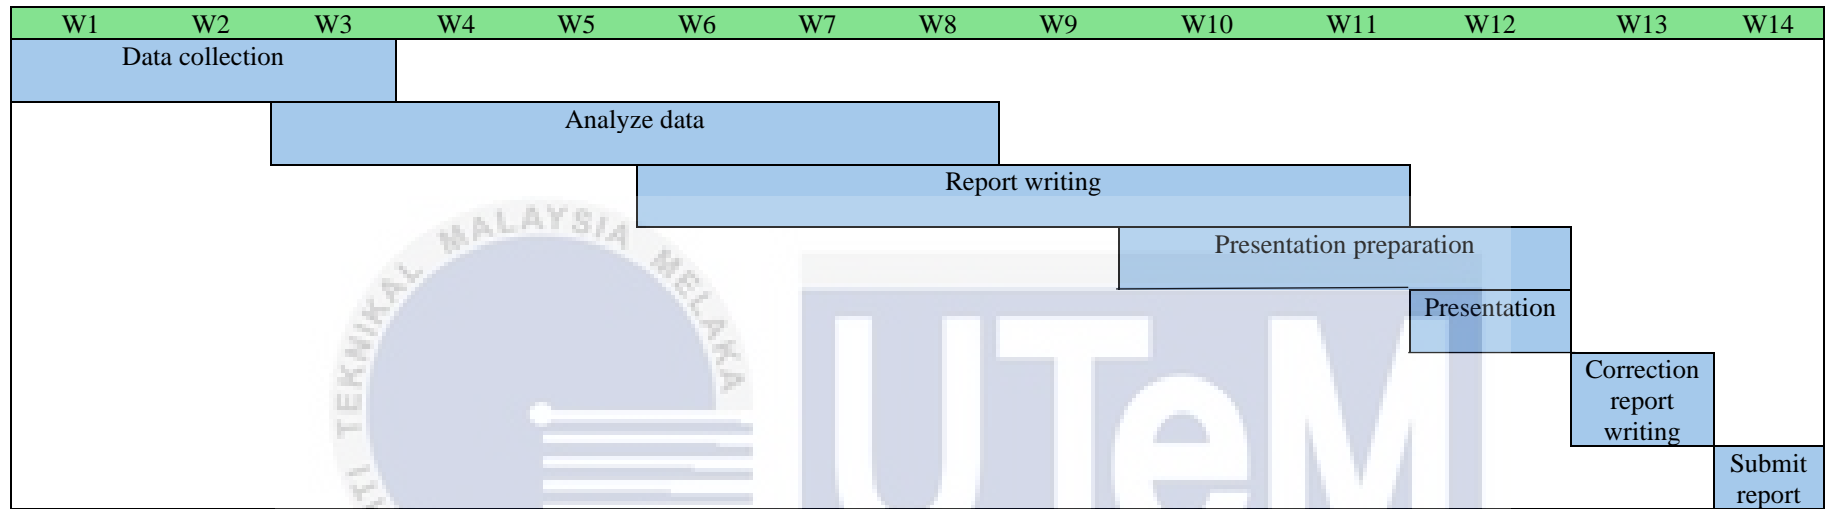 W1 W2 W3 W4 W5 W6 W7 W8 W9 W10 W11 W12 W13 W14
Data collection
Analyze data
Report writing
Presentation preparation
Presentation
Correction
report
writing
Submit
report
TEKNIKAL MALAYSIA MELAKA
UTeM